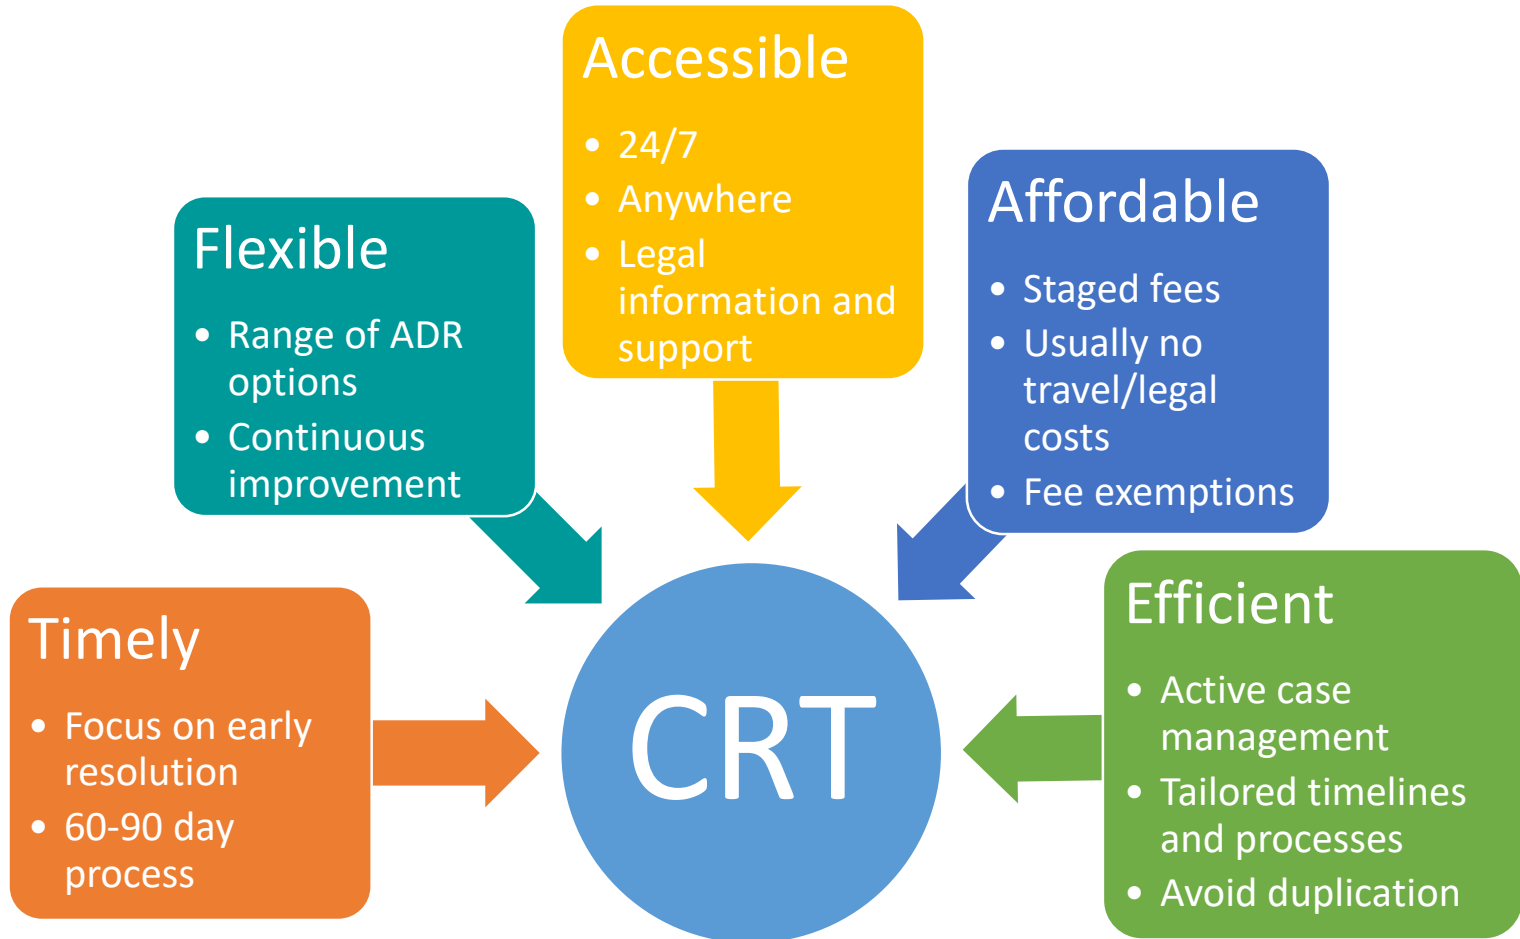 Timely
• Focus on early
resolution
• 60-90 day
process
Flexible
• Range of ADR
options
• Continuous
improvement
Accessible
• 24/7
• Anywhere
• Legal
information and
support
Affordable
• Staged fees
• Usually no
travel/legal
costs
• Fee exemptions
Efficient
• Active case
management
• Tailored timelines
and processes
• Avoid duplication
CRT